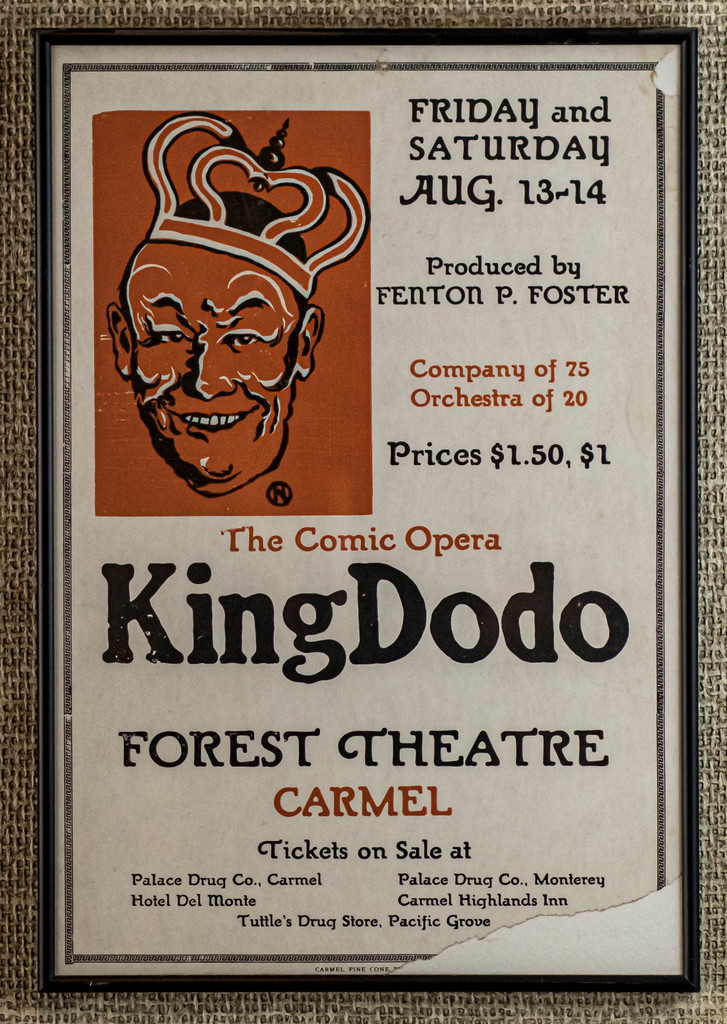 FRIDAY and
SATURDAY
AUG. 13-14
Produced by
FENTON P. FOSTER
Company of 75
Orchestra of 20
Prices $1.50, $1
N
The Comic Opera
King Dodo
FOREST THEATRE
CARMEL
Tickets on Sale at
Palace Drug Co., Carmel
Palace Drug Co., Monterey
Hotel Del Monte
Carmel Highlands Inn
Tuttle's Drug Store, Pacific Grove
CARMEL PINE CONE